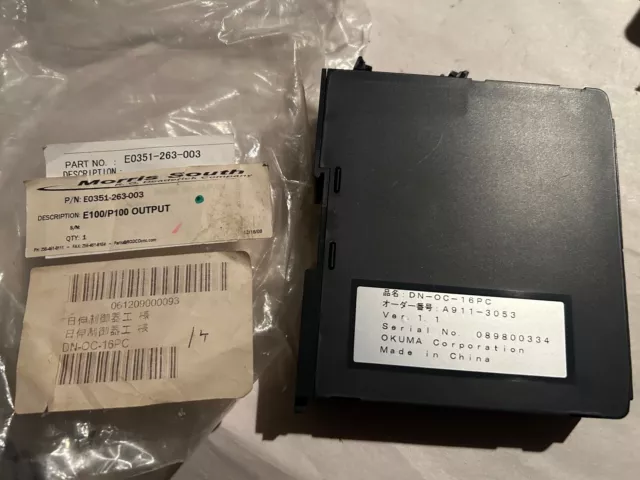 PART NO. : E0351-263-003
DESCRIPTION :
Morris South
P/N: E0351-263-003
DESCRIPTION: E100/P100 OUTPUT
S/N:
QTY: 1
061209000093
日伸制御器工 様
日伸制御器工 様
DN-OC-16PC
品名: DN-OC-16PC
オーダー番号: A911-3053
Ver. 1. 1
Serial No. 089800334
OKUMA Corporation
Made in China